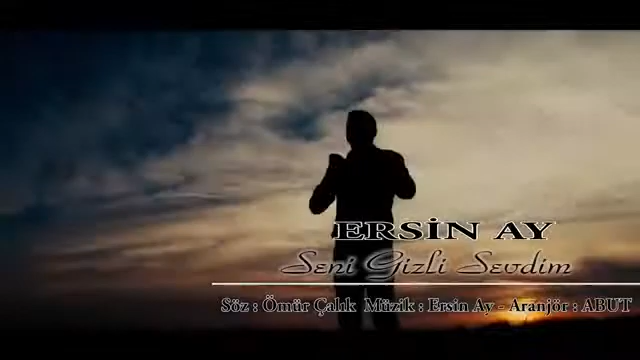 ERSİN AY
Seni Gizli Sevdim
Söz : Ömür Çalık Müzik : Ersin Ay - Aranjör : ABUT